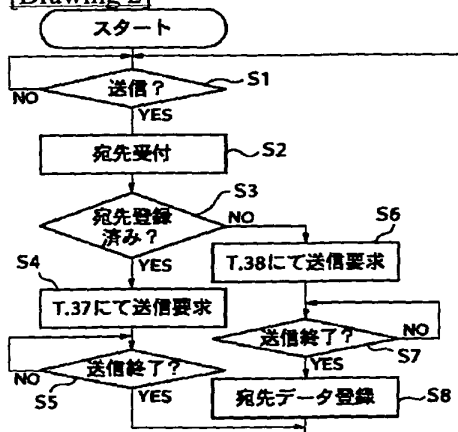 [Drawing 2]
スタート
送信?
S1
NO
YES
宛先受付
S2
宛先登録
済み?
S3
NO
YES
S4
T.37にて送信要求
S6
T.38にて送信要求
送信終了?
NO
YES
S5
送信終了?
NO
YES
S7
宛先データ登録
S8